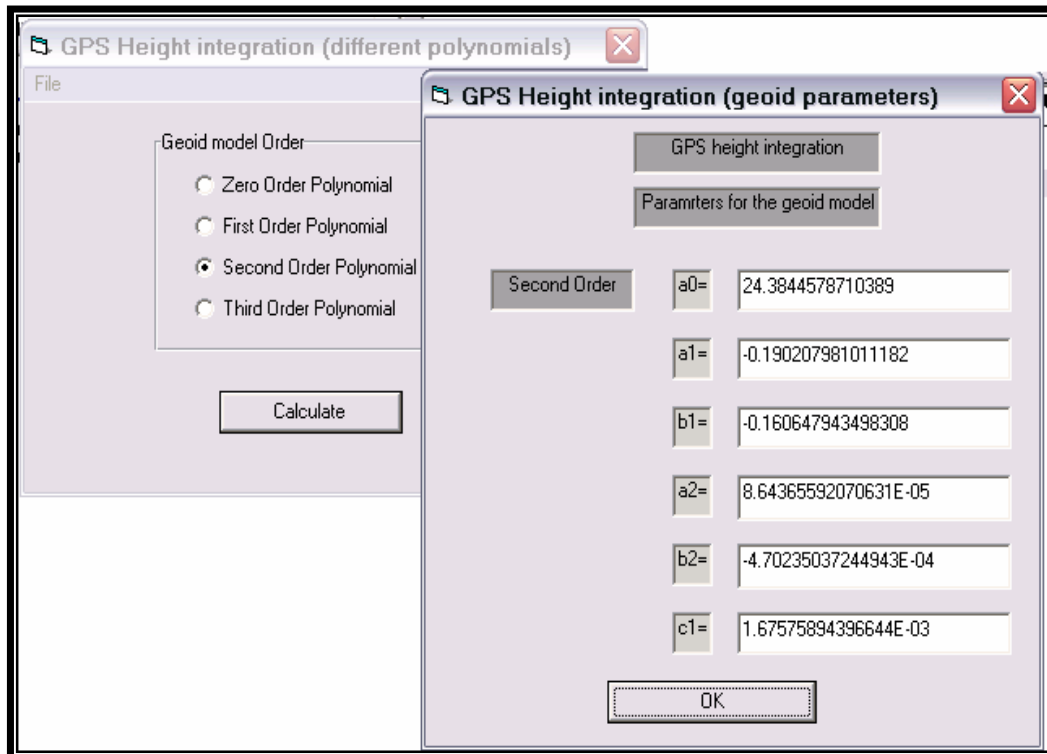 GPS Height integration (different polynomials)
File
Geoid model Order
Zero Order Polynomial
First Order Polynomial
Second Order Polynomial
Third Order Polynomial
Calculate
GPS Height integration (geoid parameters)
GPS height integration
Paramrters for the geoid model
Second Order
a0= 24.3844578710389
a1= -0.190207981011182
b1= -0.160647943498308
a2= 8.64365592070631E-05
b2= -4.70235037244943E-04
c1= 1.67575894396644E-03
OK